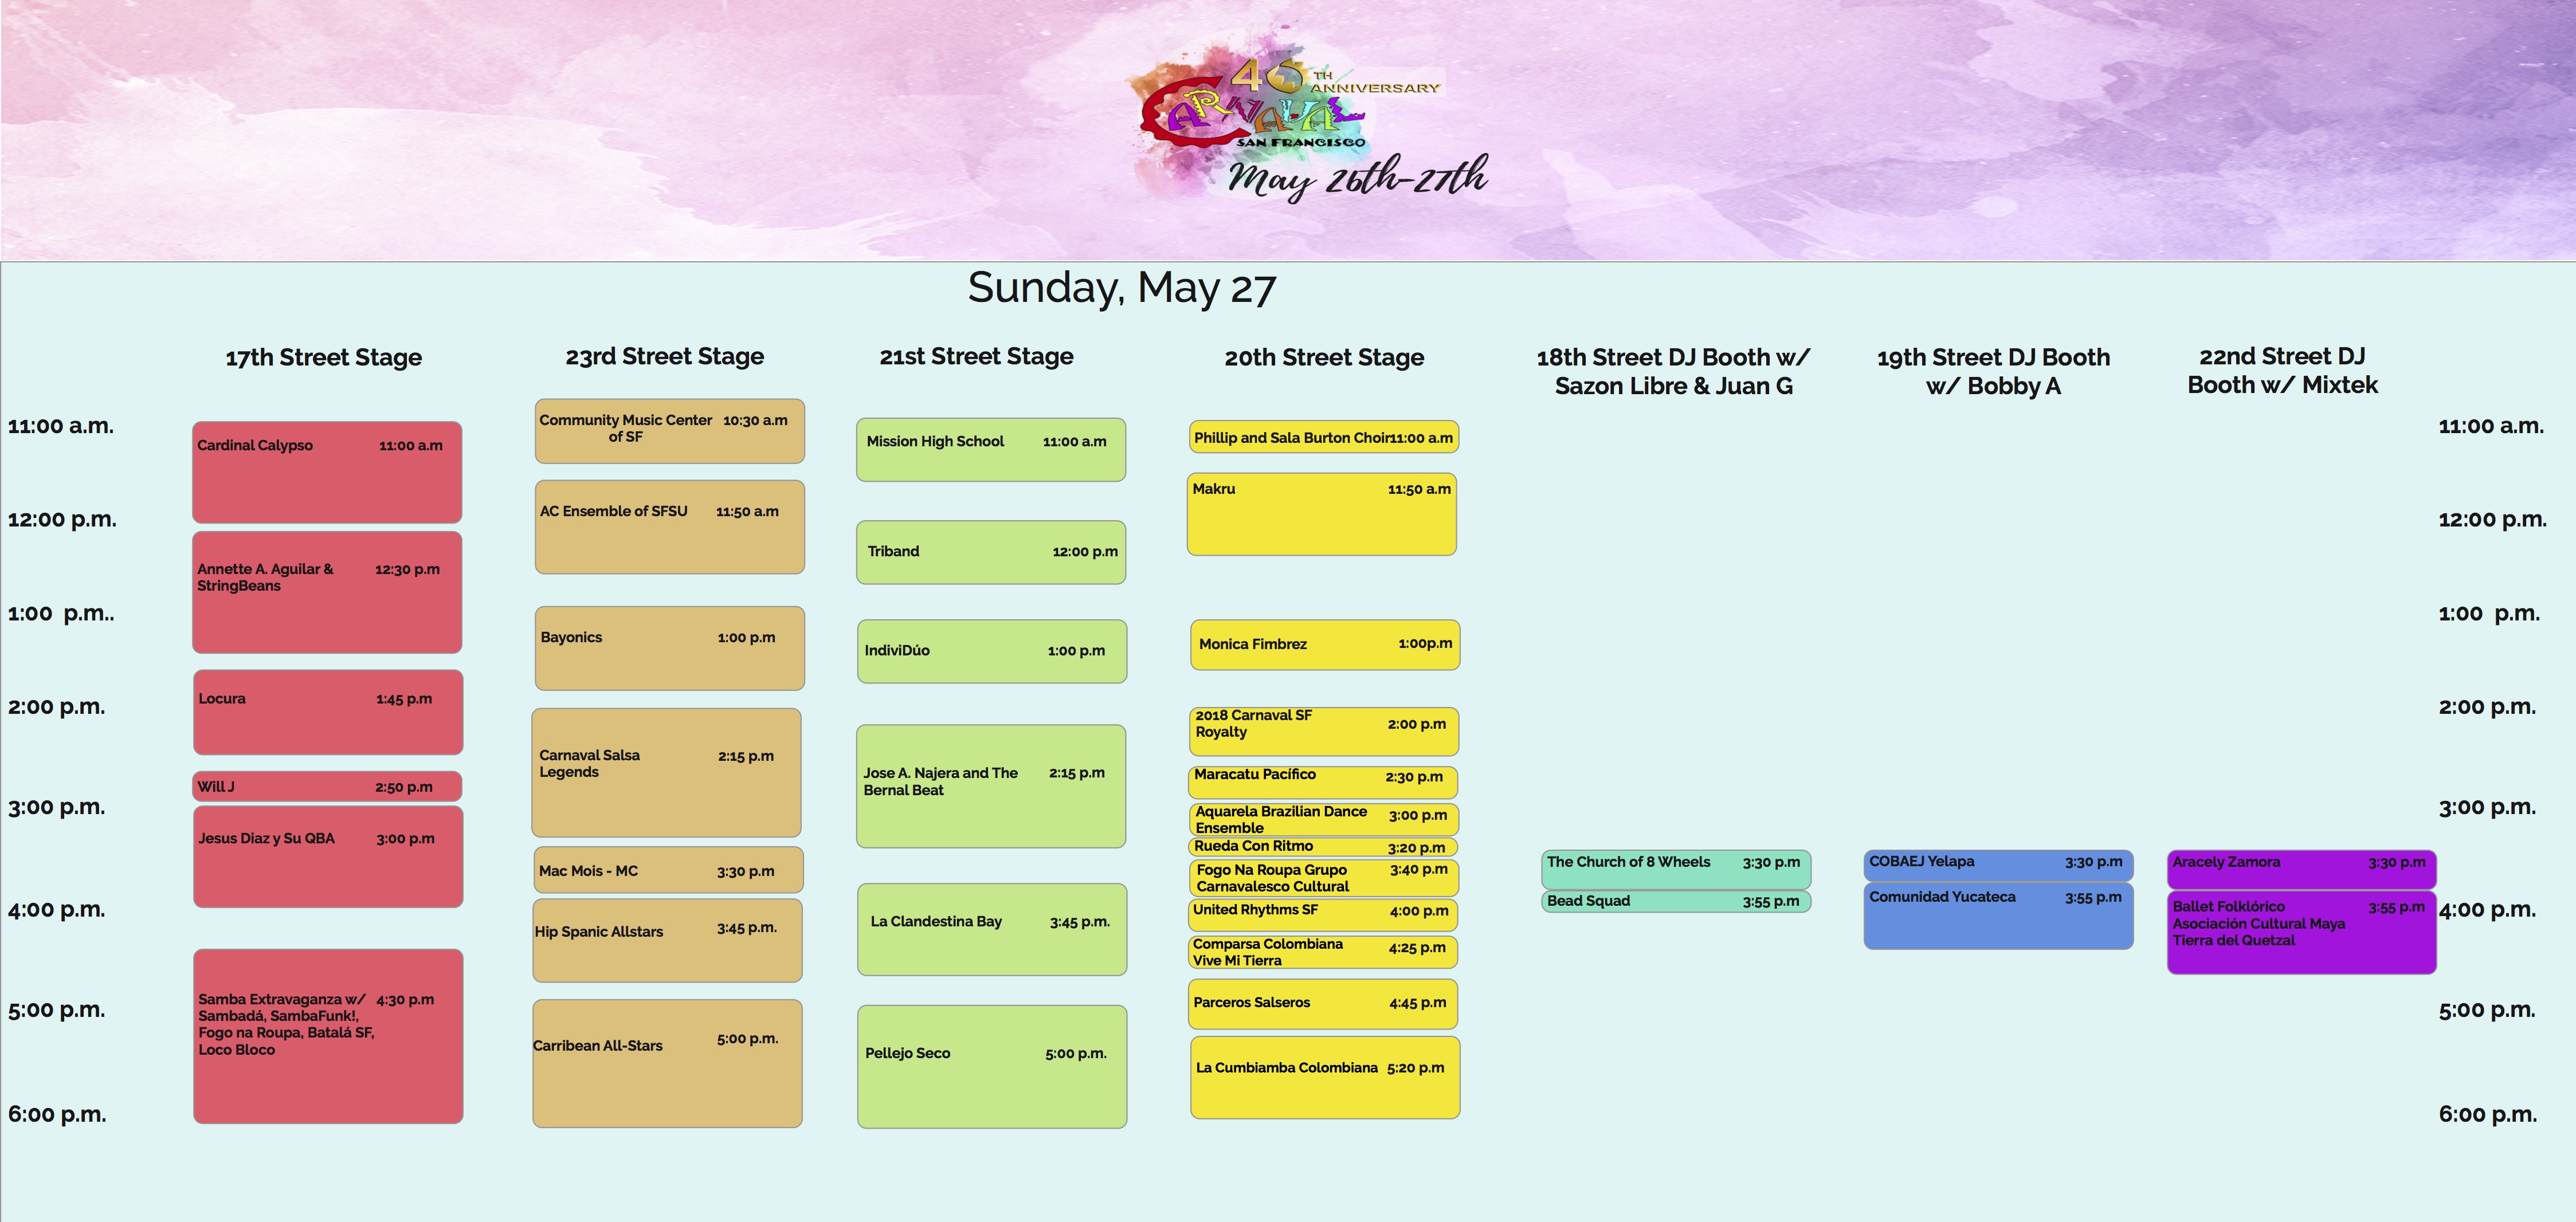 40TH
ANNIVERSARY
CARNAVAL
SAN FRANCISCO
May 26th-27th
Sunday, May 27
17th Street Stage
23rd Street Stage
21st Street Stage
20th Street Stage
18th Street DJ Booth w/
Sazon Libre & Juan G
19th Street DJ Booth
w/ Bobby A
22nd Street DJ
Booth w/ Mixtek
11:00 a.m.
12:00 p.m.
1:00 p.m..
2:00 p.m.
3:00 p.m.
4:00 p.m.
5:00 p.m.
6:00 p.m.
Cardinal Calypso 11:00 a.m
Annette A. Aguilar & 12:30 p.m
StringBeans
Locura 1:45 p.m
Will J 2:50 p.m
Jesus Diaz y Su QBA 3:00 p.m
Samba Extravaganza w/ 4:30 p.m
Sambadá, SambaFunk!,
Fogo na Roupa, Batalá SF,
Loco Bloco
Community Music Center 10:30 a.m
of SF
AC Ensemble of SFSU 11:50 a.m
Bayonics 1:00 p.m
Carnaval Salsa 2:15 p.m
Legends
Mac Mois - MC 3:30 p.m
Hip Spanic Allstars 3:45 p.m.
Carribean All-Stars 5:00 p.m.
Mission High School 11:00 a.m
Triband 12:00 p.m
IndiviDúo 1:00 p.m
Jose A. Najera and The 2:15 p.m
Bernal Beat
La Clandestina Bay 3:45 p.m.
Pellejo Seco 5:00 p.m.
Phillip and Sala Burton Choir11:00 a.m
Makru 11:50 a.m
Monica Fimbrez 1:00p.m
2018 Carnaval SF 2:00 p.m
Royalty
Maracatu Pacífico 2:30 p.m
Aquarela Brazilian Dance 3:00 p.m
Ensemble
Rueda Con Ritmo 3:20 p.m
Fogo Na Roupa Grupo 3:40 p.m
Carnavalesco Cultural
United Rhythms SF 4:00 p.m
Comparsa Colombiana 4:25 p.m
Vive Mi Tierra
Parceros Salseros 4:45 p.m
La Cumbiamba Colombiana 5:20 p.m
The Church of 8 Wheels 3:30 p.m
Bead Squad 3:55 p.m
COBAEJ Yelapa 3:30 p.m
Comunidad Yucateca 3:55 p.m
Aracely Zamora 3:30 p.m
Ballet Folklórico 3:55 p.m
Asociación Cultural Maya
Tierra del Quetzal
11:00 a.m.
12:00 p.m.
1:00 p.m.
2:00 p.m.
3:00 p.m.
4:00 p.m.
5:00 p.m.
6:00 p.m.